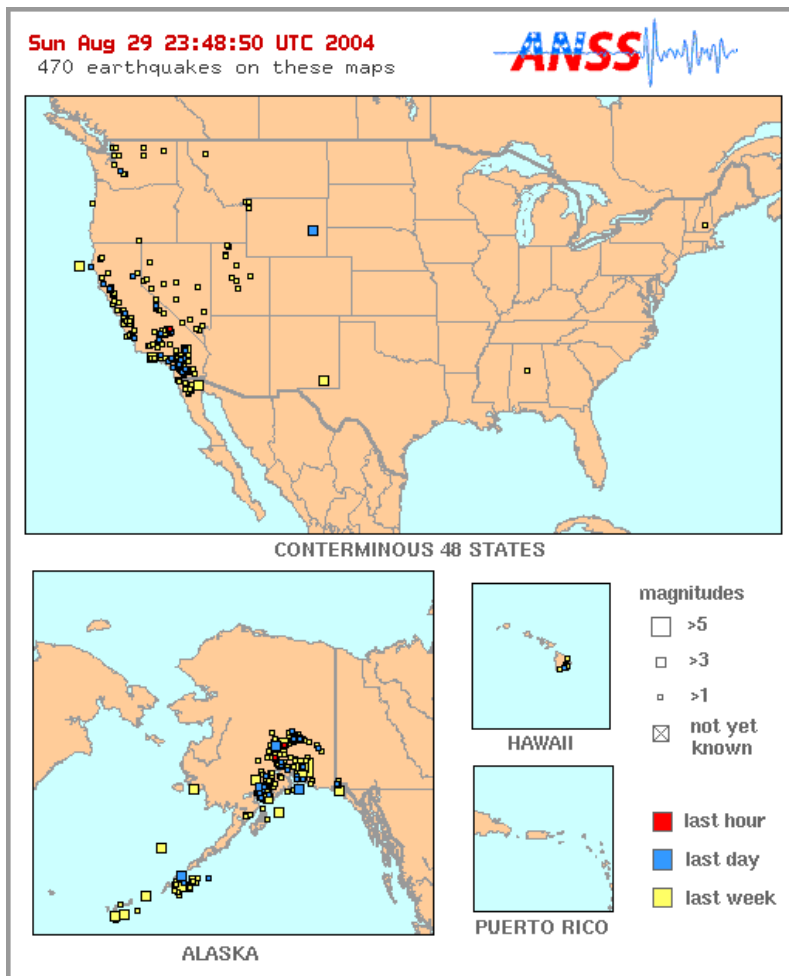 Sun Aug 29 23:48:50 UTC 2004
470 earthquakes on these maps
ANSS
CONTERMINOUS 48 STATES
magnitudes
>5
>3
>1
not yet
known
HAWAII
last hour
last day
last week
PUERTO RICO
ALASKA